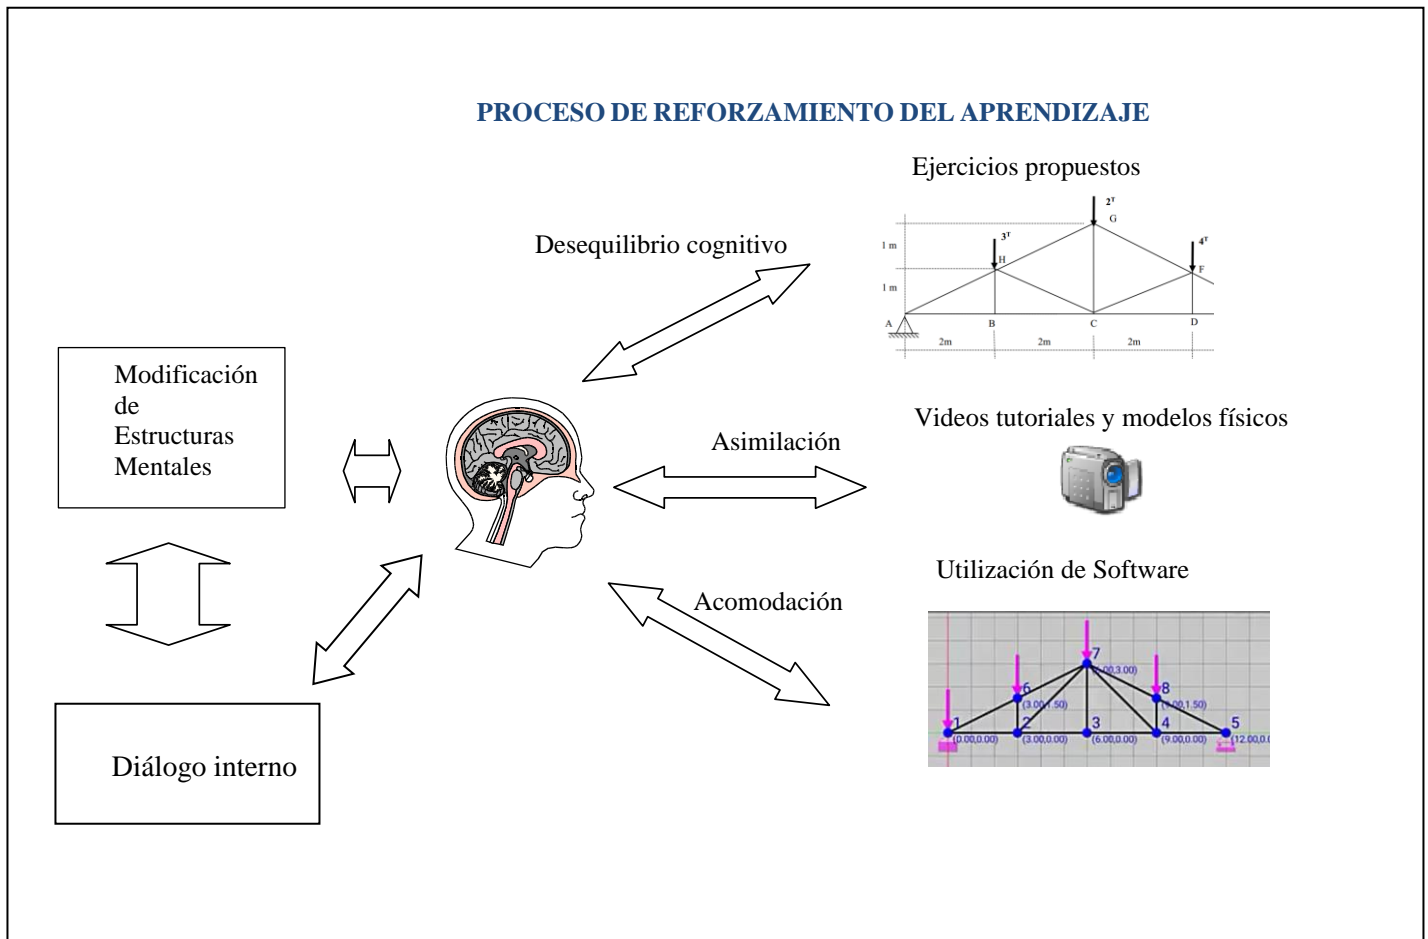 PROCESO DE REFORZAMIENTO DEL APRENDIZAJE
Ejercicios propuestos
Desequilibrio cognitivo
2T
G
1 m
3T
4T
H
F
1 m
A
B
C
D
2m
2m
2m
Modificación
de
Estructuras
Mentales
Asimilación
Videos tutoriales y modelos físicos
Acomodación
Utilización de Software
7
6
(3.00,1.50)
8
1
(0.00,0.00)
2
(3.00,0.00)
3
(6.00,0.00)
4
(9.00,0.00)
5
Diálogo interno